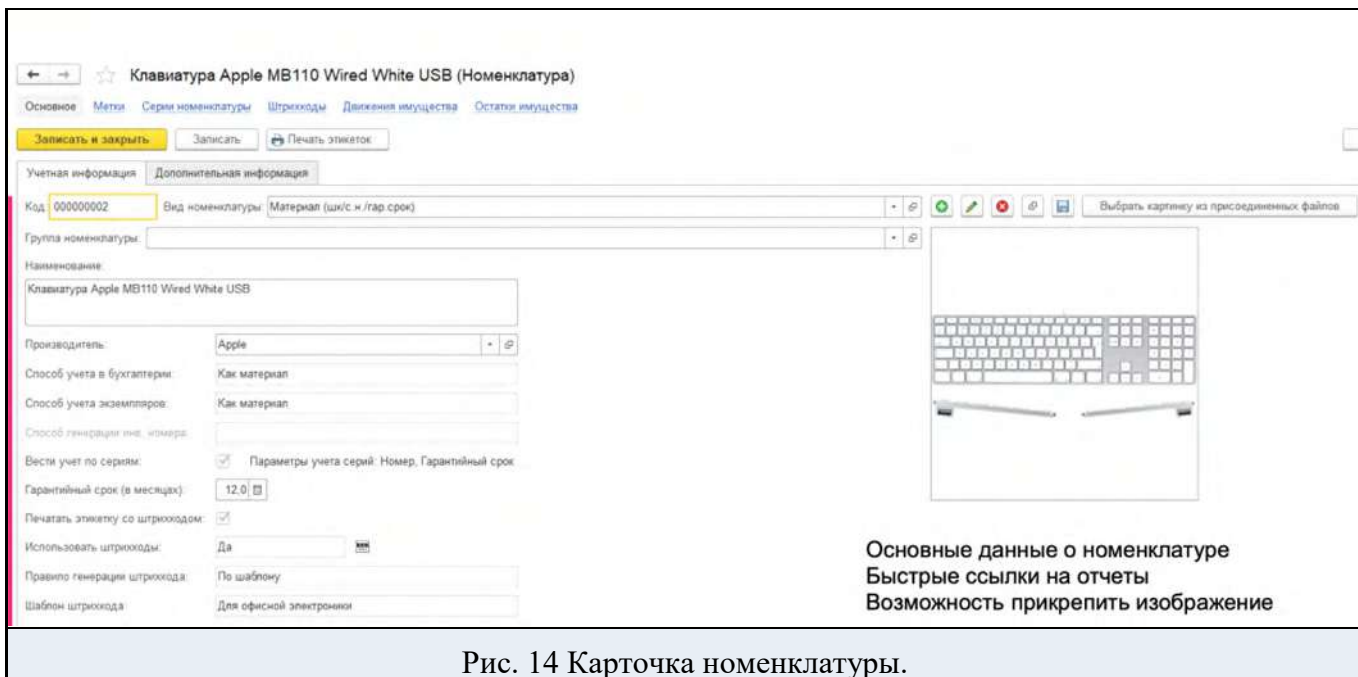 Клавиатура Apple MB110 Wired White USB (Номенклатура)
Основное Метки Серии номенклатуры Штрихкоды Движения имущества Остатки имущества
Записать и закрыть Записать Печать этикеток
Учетная информация Дополнительная информация
Код: 000000002 Вид номенклатуры: Материал (шк/с.н./гар.срок) Выбрать картинку из присоединенных файлов
Группа номенклатуры:
Наименование:
Клавиатура Apple MB110 Wired White USB
Производитель: Apple
Способ учета в бухгалтерии: Как материал
Способ учета экземпляров: Как материал
Способ генерации инв. номера:
Вести учет по сериям: Параметры учета серий: Номер, Гарантийный срок
Гарантийный срок (в месяцах): 12,0
Печатать этикетку со штрихкодом:
Использовать штрихкоды: Да
Правило генерации штрихкода: По шаблону
Шаблон штрихкода: Для офисной электроники
Основные данные о номенклатуре
Быстрые ссылки на отчеты
Возможность прикрепить изображение
Рис. 14 Карточка номенклатуры.